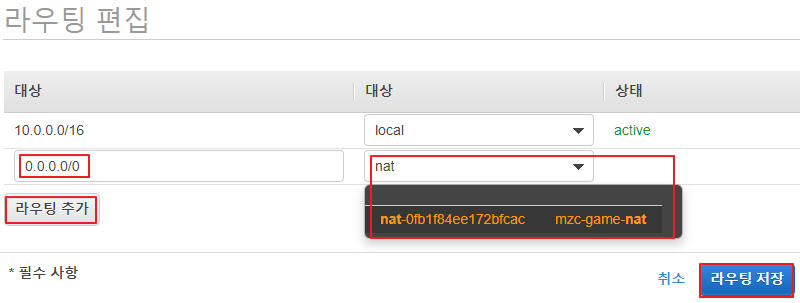 라우팅 편집
대상 대상 상태
10.0.0.0/16 local active
0.0.0.0/0 nat
라우팅 추가
nat-0fb1f84ee172bfcac mzc-game-nat
* 필수 사항
취소 라우팅 저장